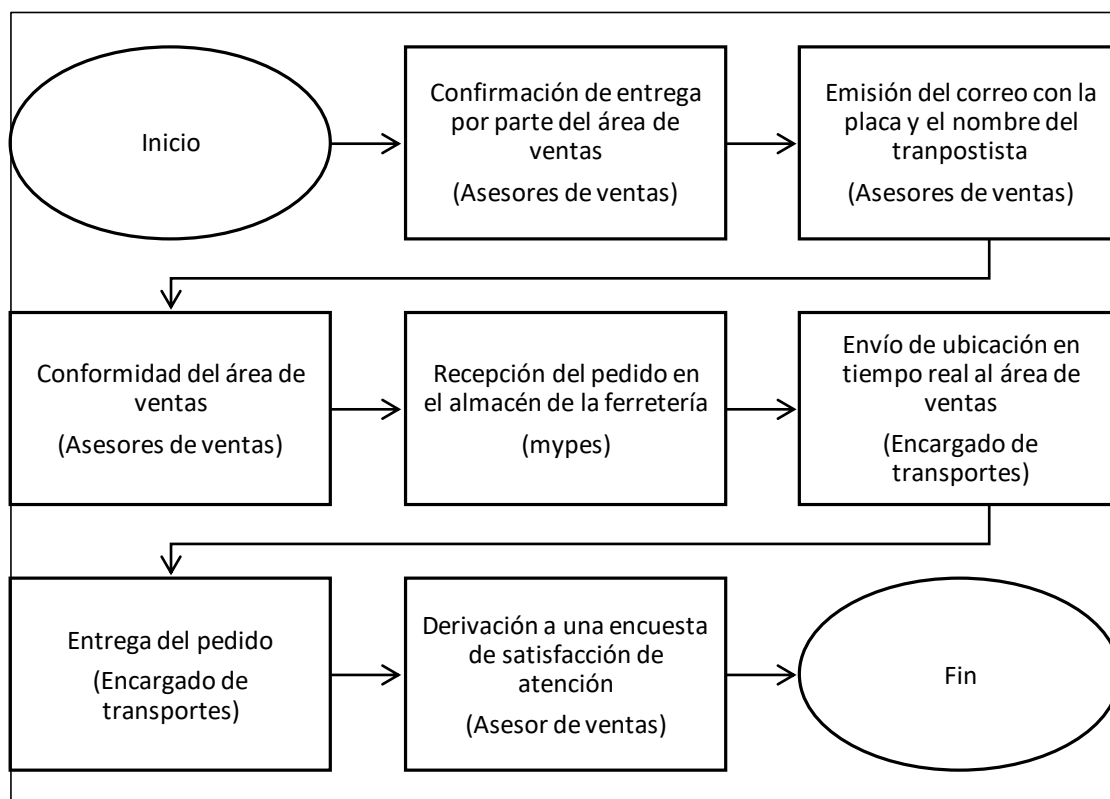 Inicio
Confirmación de entrega
por parte del área de
ventas
(Asesores de ventas)
Emisión del correo con la
placa y el nombre del
tranpostista
(Asesores de ventas)
Conformidad del área de
ventas
(Asesores de ventas)
Recepción del pedido en
el almacén de la ferretería
(mypes)
Envío de ubicación en
tiempo real al área de
ventas
(Encargado de
transportes)
Entrega del pedido
(Encargado de
transportes)
Derivación a una encuesta
de satisfacción de
atención
(Asesor de ventas)
Fin